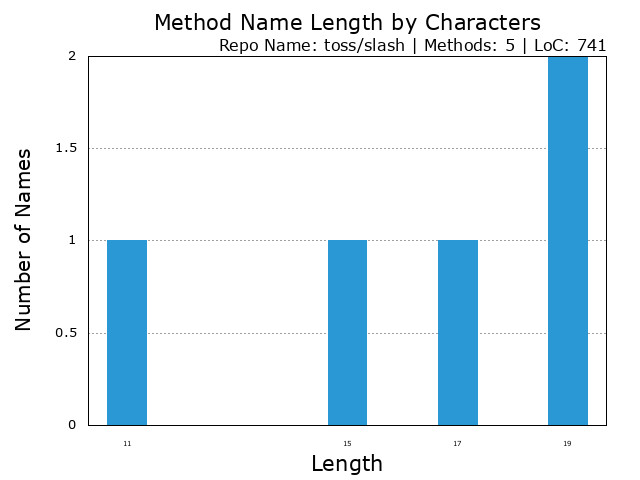 Method Name Length by Characters
Repo Name: toss/slash | Methods: 5 | LoC: 741
2
1.5
1
0.5
0
Number of Names
11 15 17 19
Length